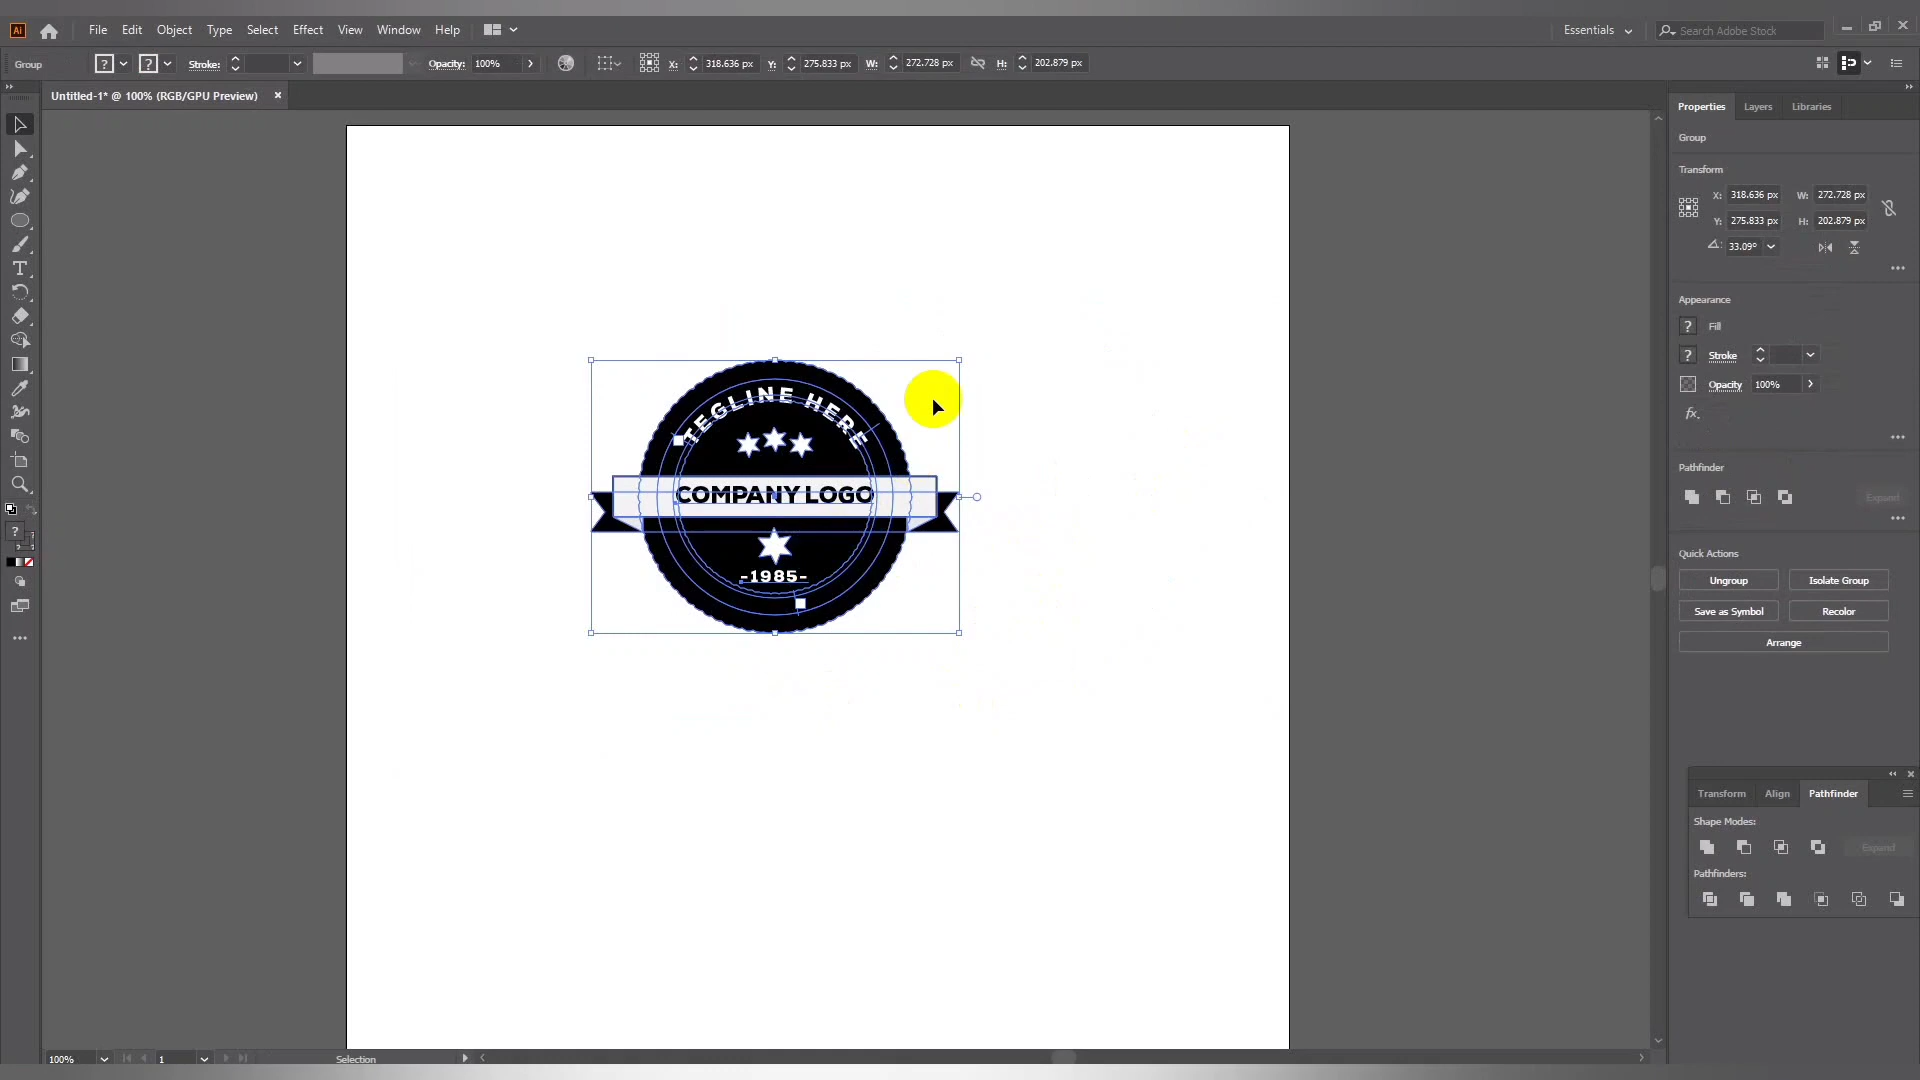 Ai File Edit Object Type Select Effect View Window Help Essentials Search Adobe Stock
Group ? ? Stroke: Opacity: 100% X: 318.636 px Y: 275.833 px W: 272.728 px H: 202.879 px
Untitled-1* @ 100% (RGB/GPU Preview) ×
Properties Layers Libraries
Group
Transform
X: 318.636 px W: 272.728 px
Y: 275.833 px H: 202.879 px
33.09°
Appearance
? Fill
? Stroke
Opacity 100%
fx.
Pathfinder
Expand
Quick Actions
Ungroup Isolate Group
Save as Symbol Recolor
Arrange
TEGLINE HERE
COMPANY LOGO
-1985-
T
?
Transform Align Pathfinder
Shape Modes:
Expand
Pathfinders:
100% 1 Selection